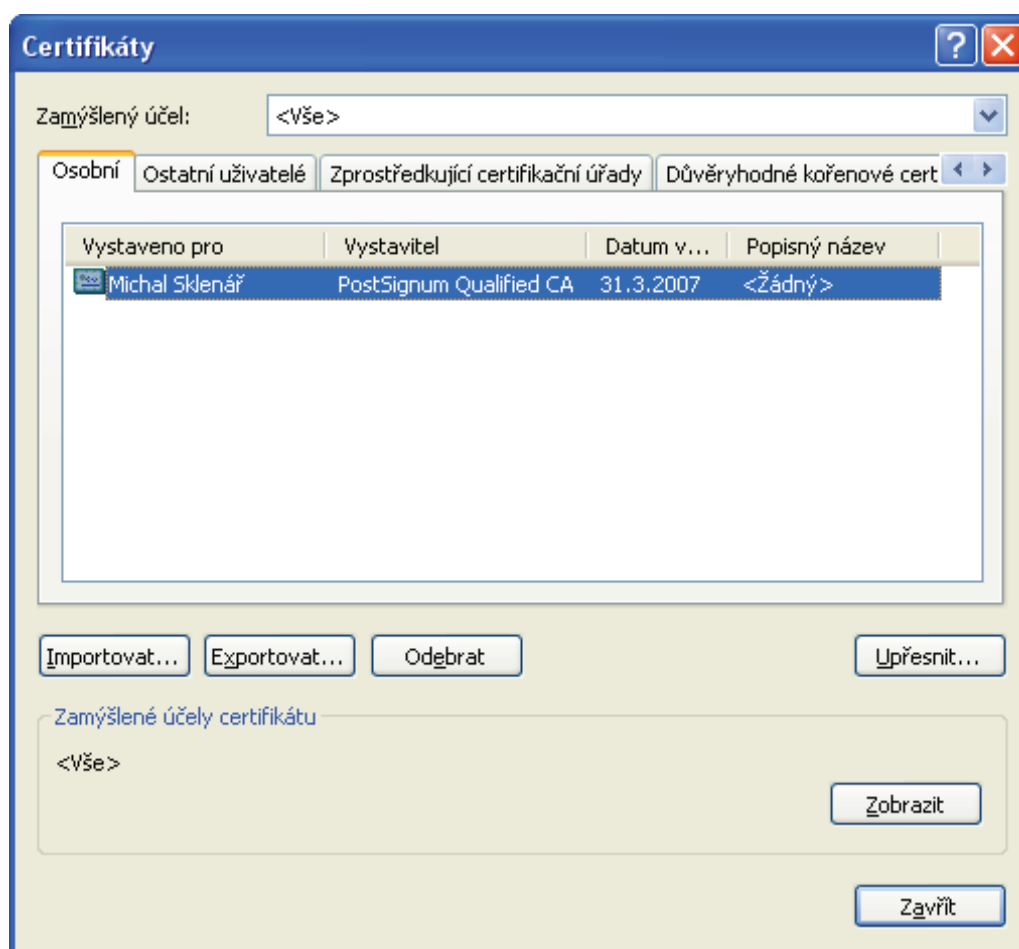 Certifikáty
Zamýšlený účel: <Vše>
Osobní Ostatní uživatelé Zprostředkující certifikační úřady Důvěryhodné kořenové cert
Vystaveno pro Vystavitel Datum v... Popisný název
Michal Sklenář PostSignum Qualified CA 31.3.2007 <Žádný>
Importovat... Exportovat... Odebrat Upřesnit...
Zamýšlené účely certifikátu
<Vše>
Zobrazit
Zavřít